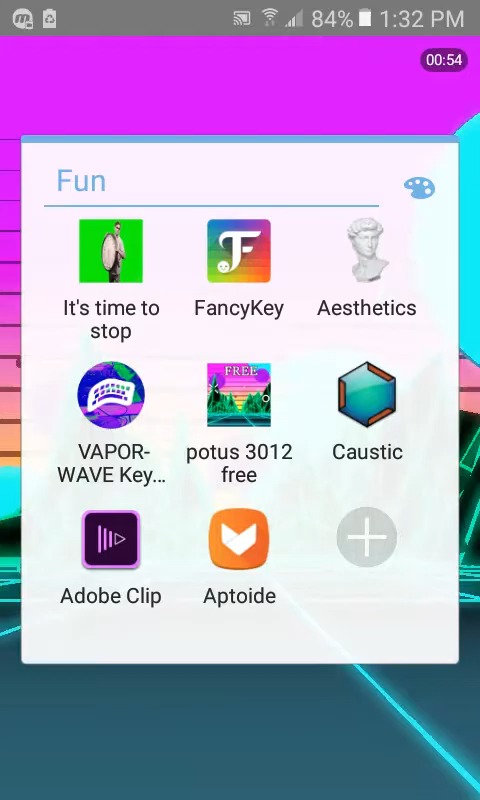 84% 1:32 PM
00:54
Fun
It's time to
stop
FancyKey
Aesthetics
FREE
VAPOR-
WAVE Key...
potus 3012
free
Caustic
Adobe Clip
Aptoide